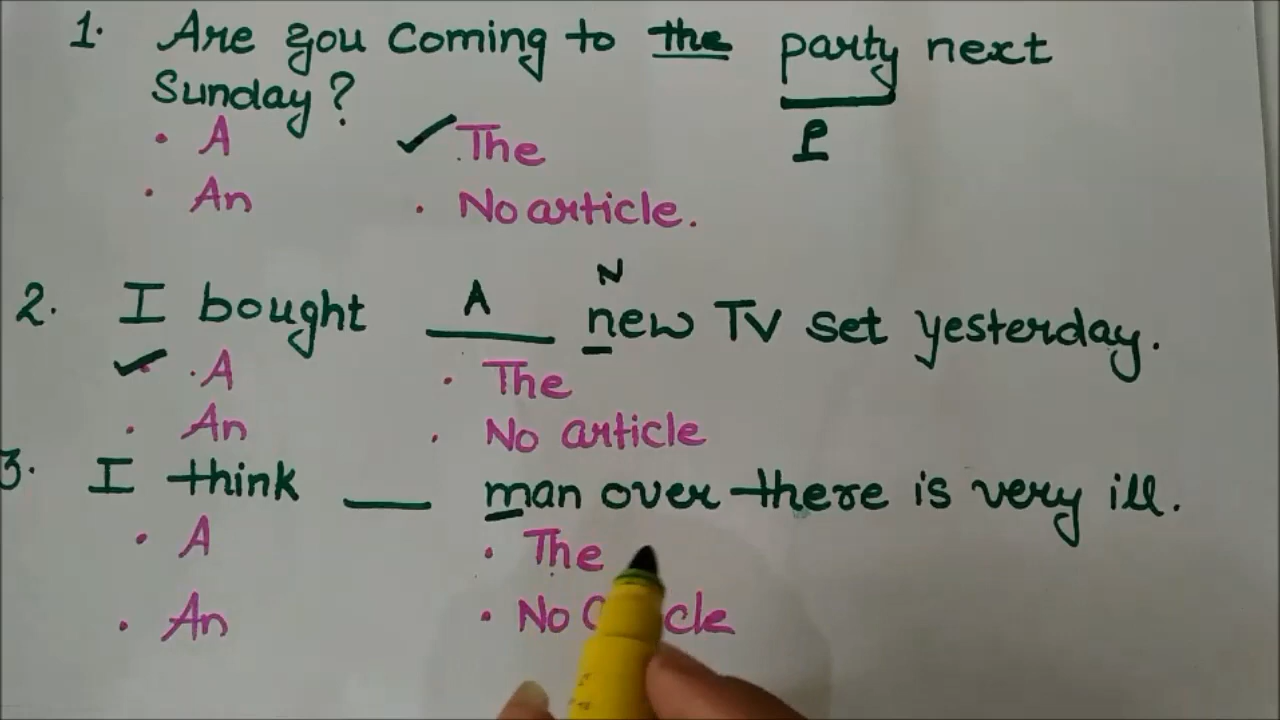 1. Are you coming to the party next
Sunday?
P
• A ✓ • The
• An • No article.
N
2. I bought A new TV set yesterday.
✓ • A • The
• An • No article
3. I think ___ man over there is very ill.
• A • The
• An • No